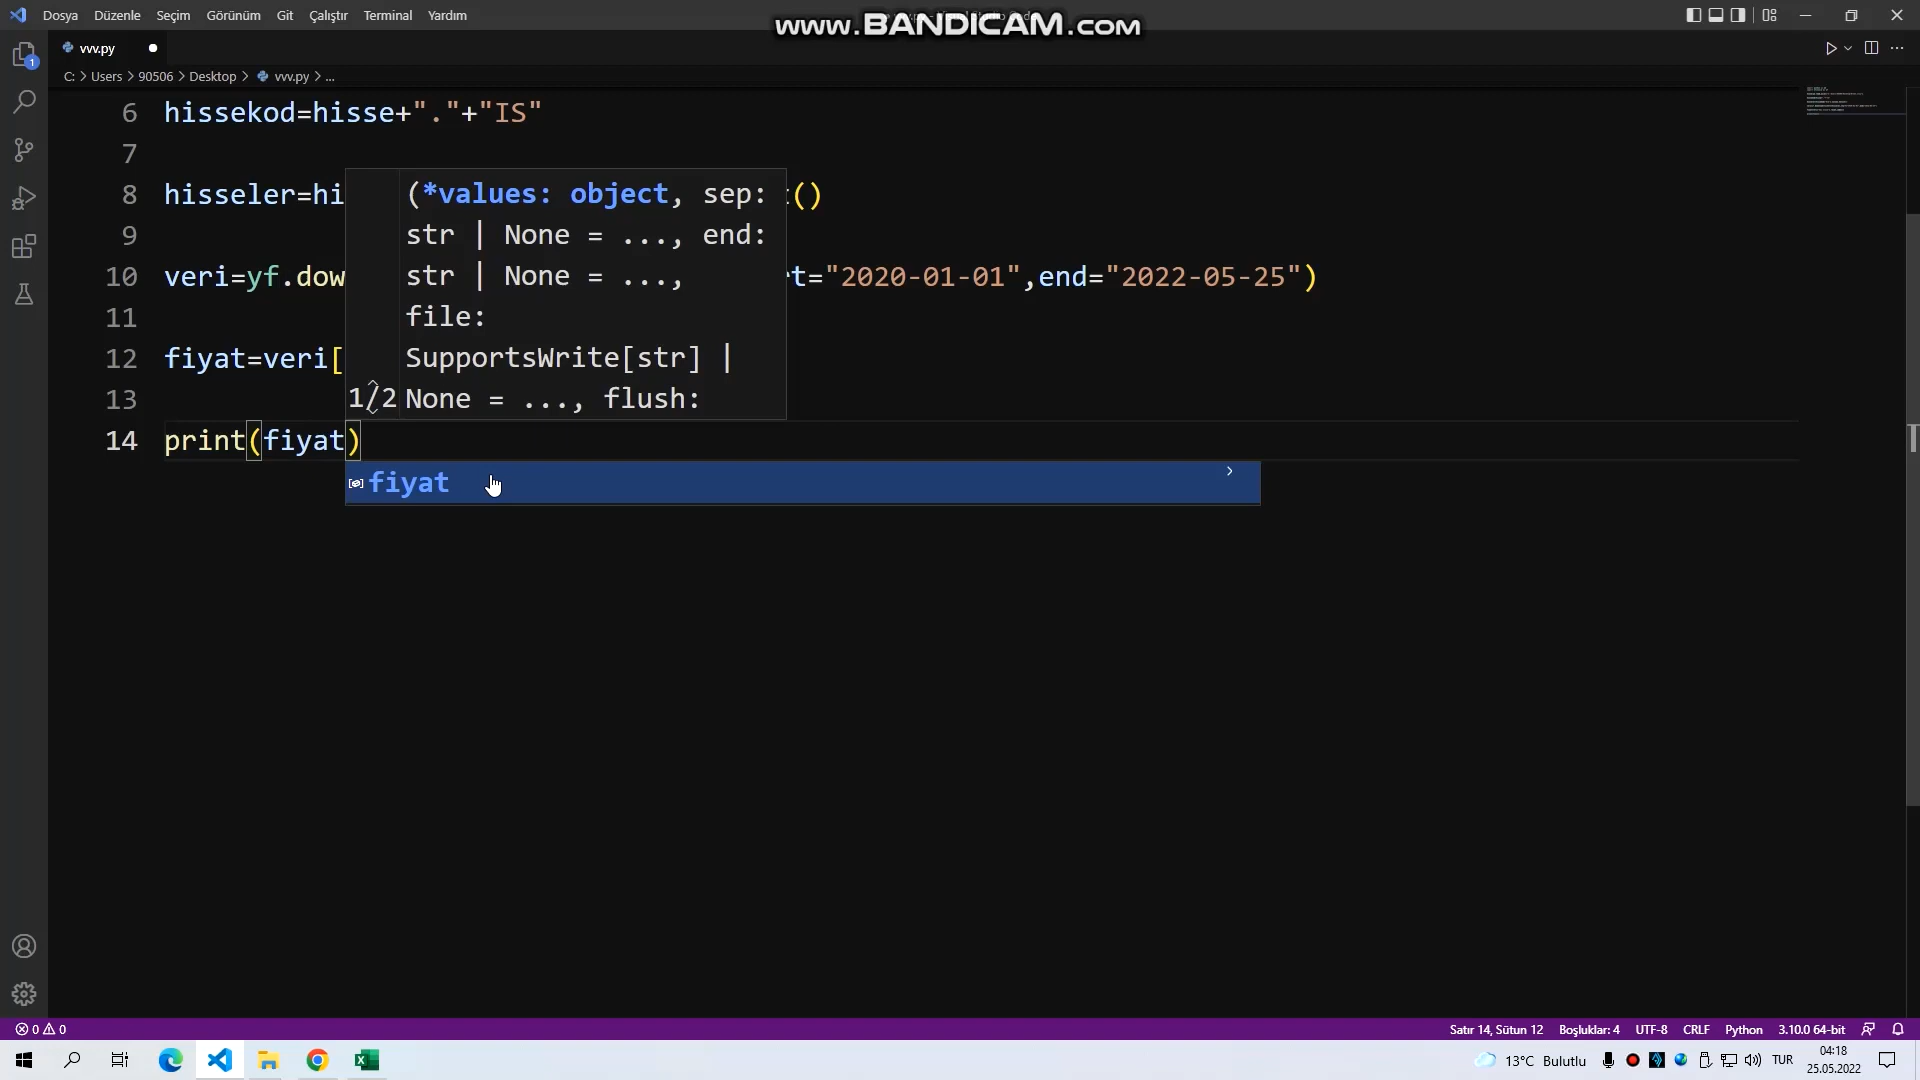 Dosya Düzenle Seçim Görünüm Git Çalıştır Terminal Yardım
www.BANDICAM.com
vvv.py
C: > Users > 90506 > Desktop > vvv.py > ...
6 hissekod=hisse+"."+"IS"
7
8 hisseler=hi ()
9
10 veri=yf.dow t="2020-01-01",end="2022-05-25")
11
12 fiyat=veri[
13
14 print(fiyat)
(*values: object, sep:
str | None = ..., end:
str | None = ...,
file:
SupportsWrite[str] |
1/2 None = ..., flush:
fiyat
0 0
Satır 14, Sütun 12 Boşluklar: 4 UTF-8 CRLF Python 3.10.0 64-bit
13°C Bulutlu TUR 04:18
25.05.2022
1